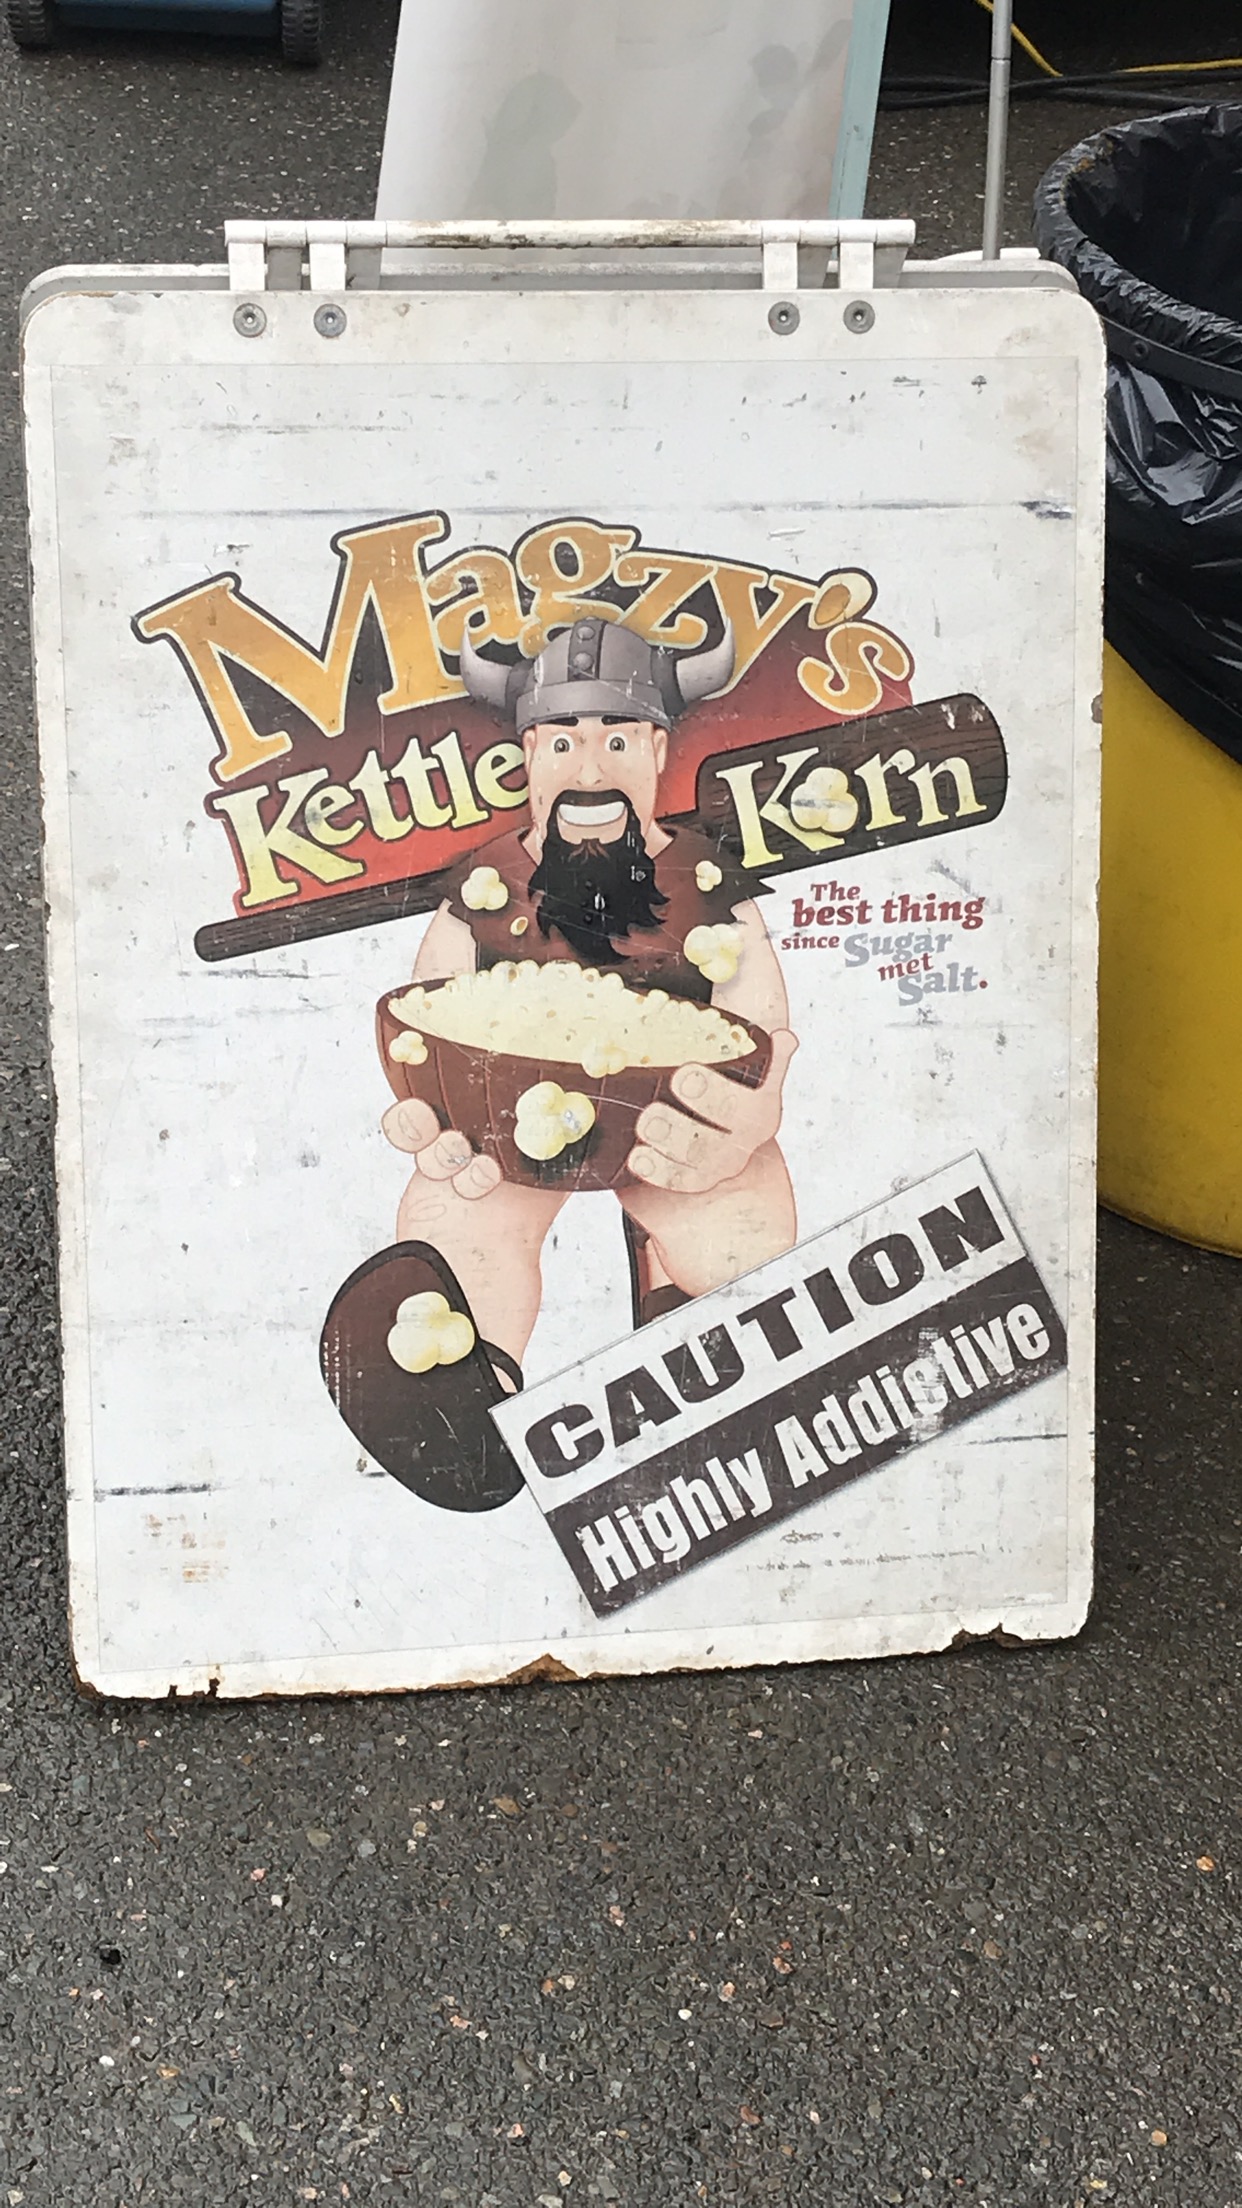 Magzy's
Kettle Korn
The
best thing
since Sugar
met
Salt.
CAUTION
Highly Addictive